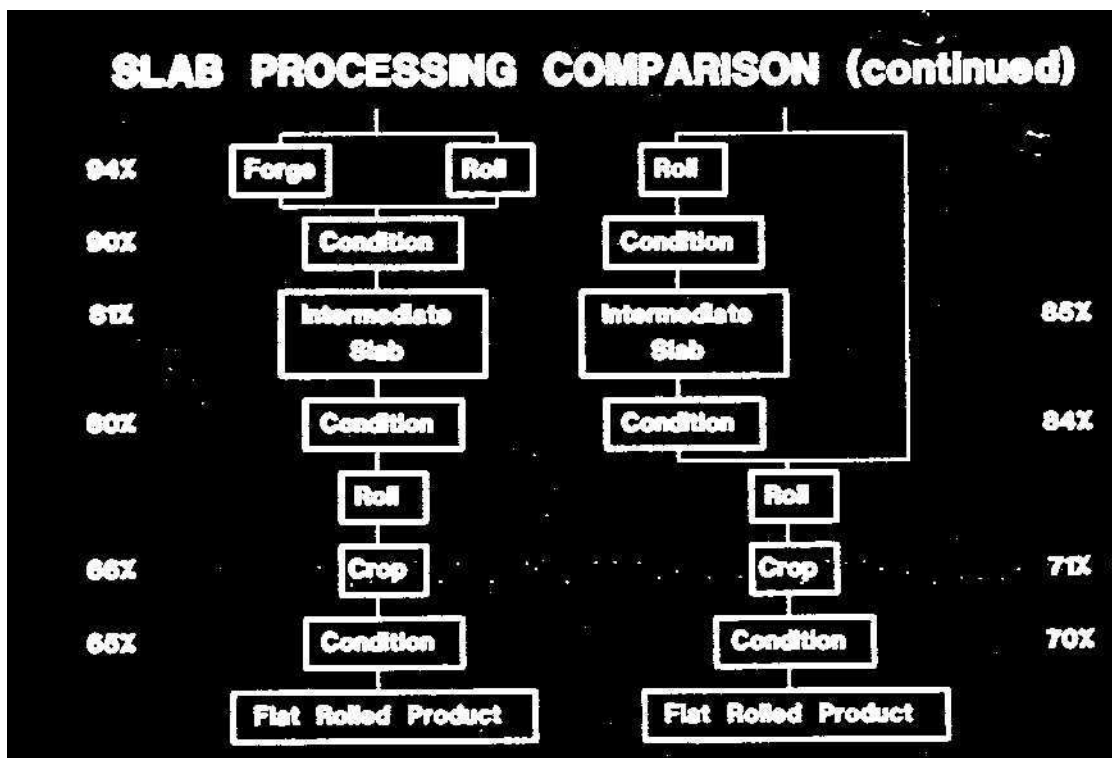 SLAB PROCESSING COMPARISON (continued)
94% Forge Roll Roll
90% Condition Condition
81% Intermediate Slab Intermediate Slab 85%
80% Condition Condition 84%
Roll Roll
66% Crop Crop 71%
65% Condition Condition 70%
Flat Rolled Product Flat Rolled Product